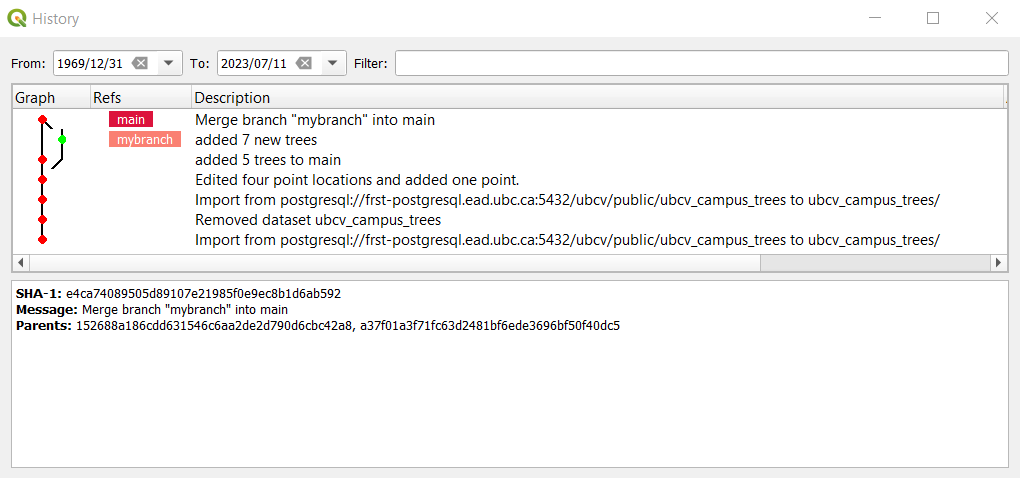 History
From: 1969/12/31 To: 2023/07/11 Filter:
Graph Refs Description
main Merge branch "mybranch" into main
mybranch added 7 new trees
added 5 trees to main
Edited four point locations and added one point.
Import from postgresql://frst-postgresql.ead.ubc.ca:5432/ubcv/public/ubcv_campus_trees to ubcv_campus_trees/
Removed dataset ubcv_campus_trees
Import from postgresql://frst-postgresql.ead.ubc.ca:5432/ubcv/public/ubcv_campus_trees to ubcv_campus_trees/
SHA-1: e4ca74089505d89107e21985f0e9ec8b1d6ab592
Message: Merge branch "mybranch" into main
Parents: 152688a186cdd631546c6aa2de2d790d6cbc42a8, a37f01a3f71fc63d2481bf6ede3696bf50f40dc5